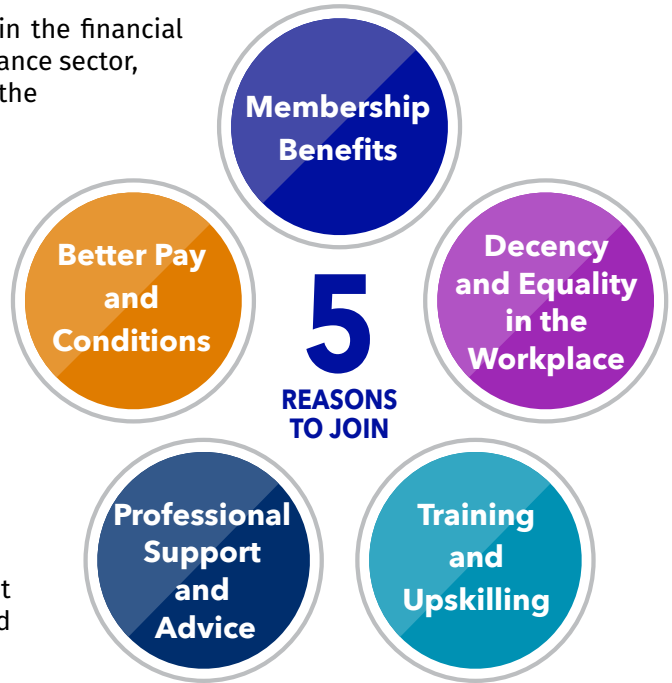 in the financial
ance sector,
the
Membership
Benefits
Better Pay
and
Conditions
Decency
and Equality
in the
Workplace
5
REASONS
TO JOIN
Professional
Support
and
Advice
Training
and
Upskilling
t
d